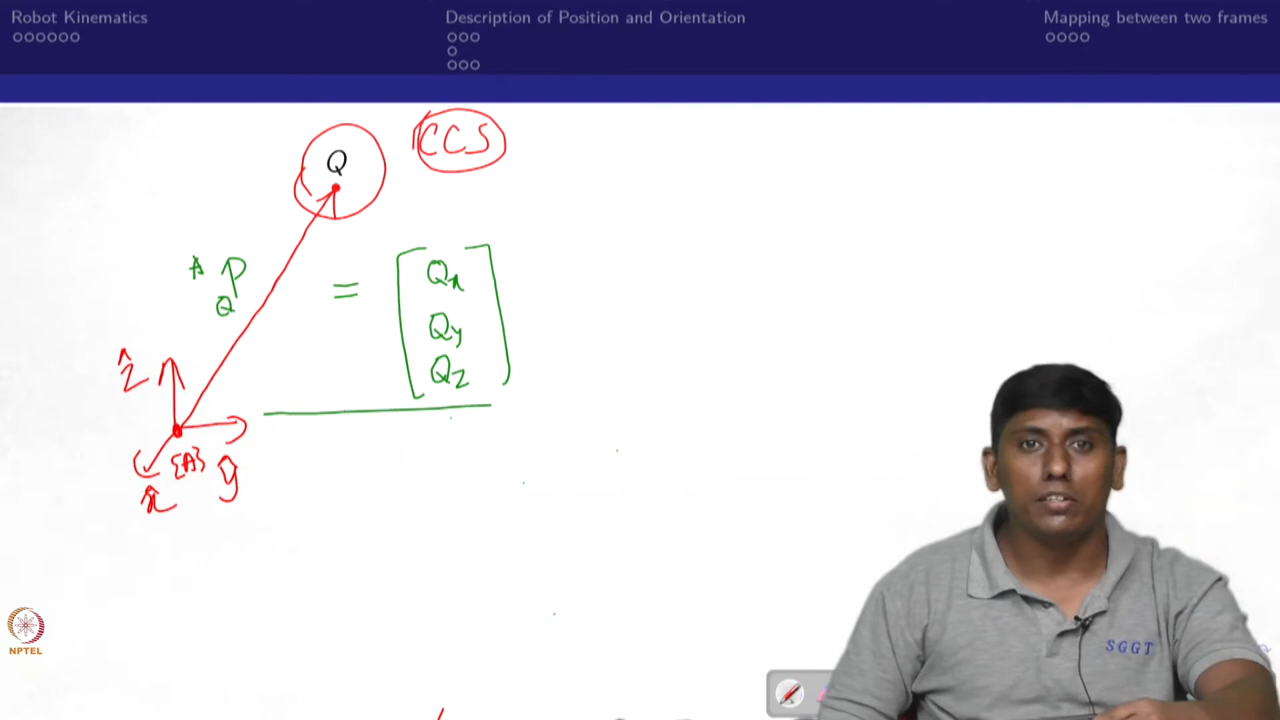 Robot Kinematics
Description of Position and Orientation
Mapping between two frames
Q
CCS
A P Q = [Qx
Qy
Qz]
ẑ
{A} ŷ
x̂
NPTEL
SGGT